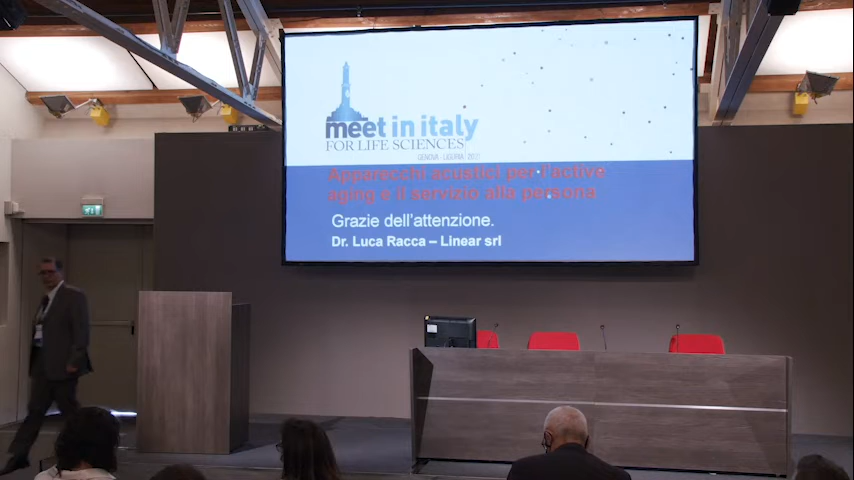 meet in italy
FOR LIFE SCIENCES
GENOVA - LIGURIA | 2021
Apparecchi acustici per l'active
aging e il servizio alla persona
Grazie dell'attenzione.
Dr. Luca Racca – Linear srl